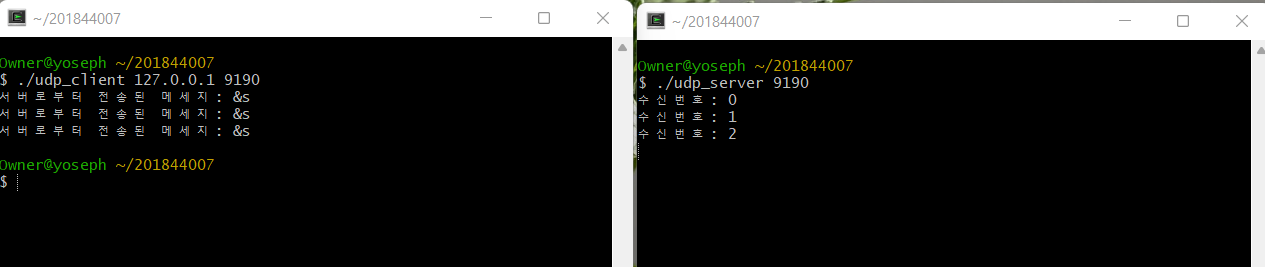 ~/201844007
Owner@yoseph ~/201844007
$ ./udp_client 127.0.0.1 9190
서버로부터 전송된 메세지: &s
서버로부터 전송된 메세지: &s
서버로부터 전송된 메세지: &s
Owner@yoseph ~/201844007
$
~/201844007
Owner@yoseph ~/201844007
$ ./udp_server 9190
수신번호: 0
수신번호: 1
수신번호: 2